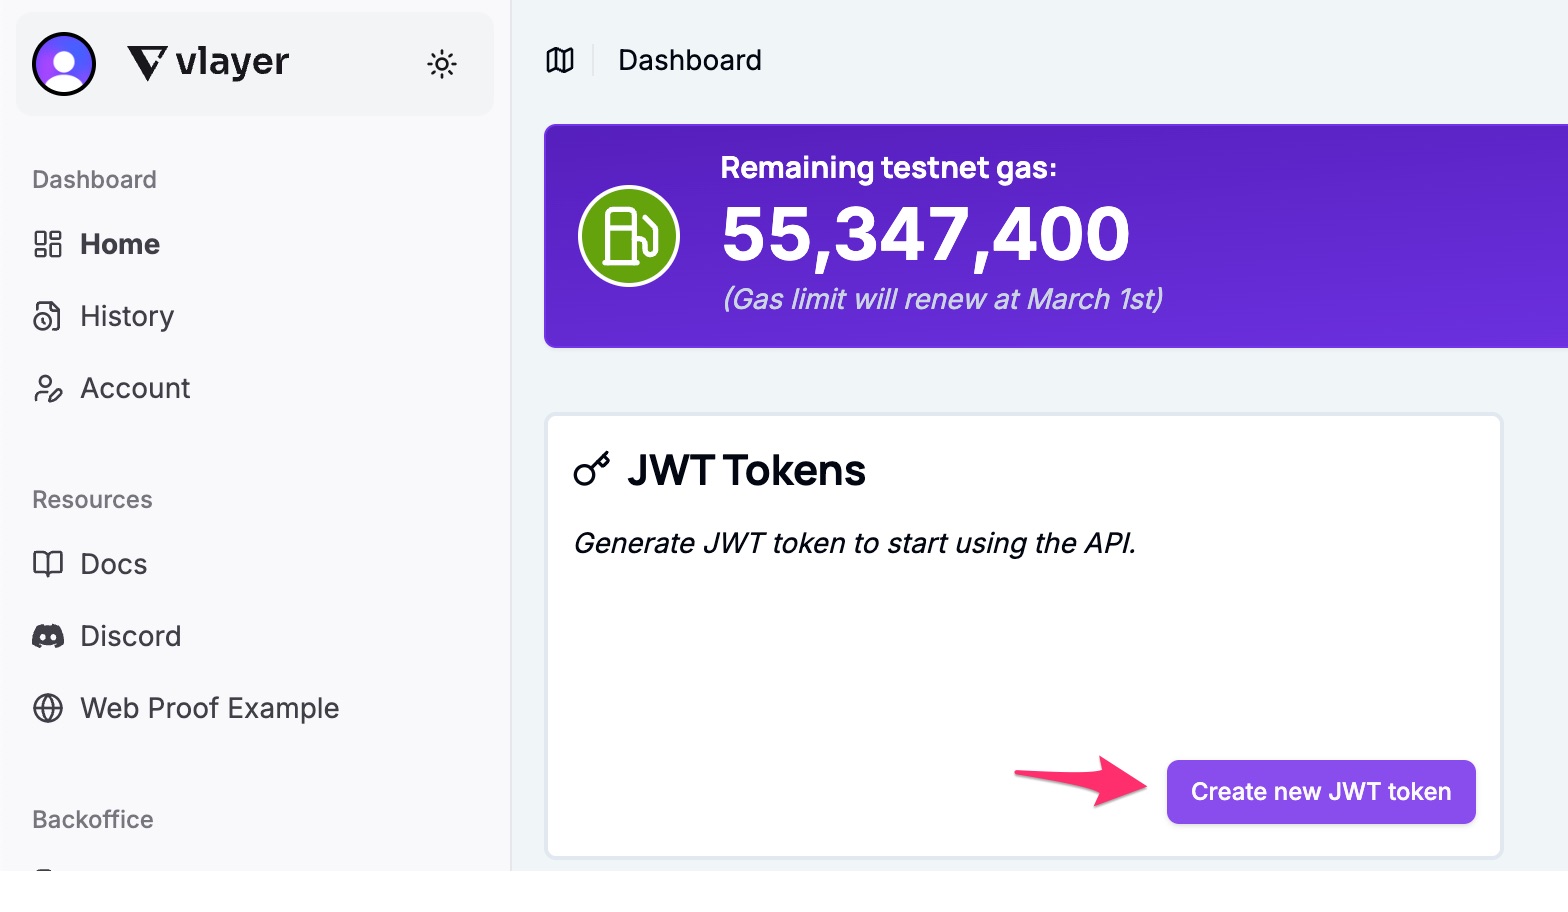 vlayer
Dashboard
Home
History
Account
Resources
Docs
Discord
Web Proof Example
Backoffice
Dashboard
Remaining testnet gas:
55,347,400
(Gas limit will renew at March 1st)
JWT Tokens
Generate JWT token to start using the API.
Create new JWT token